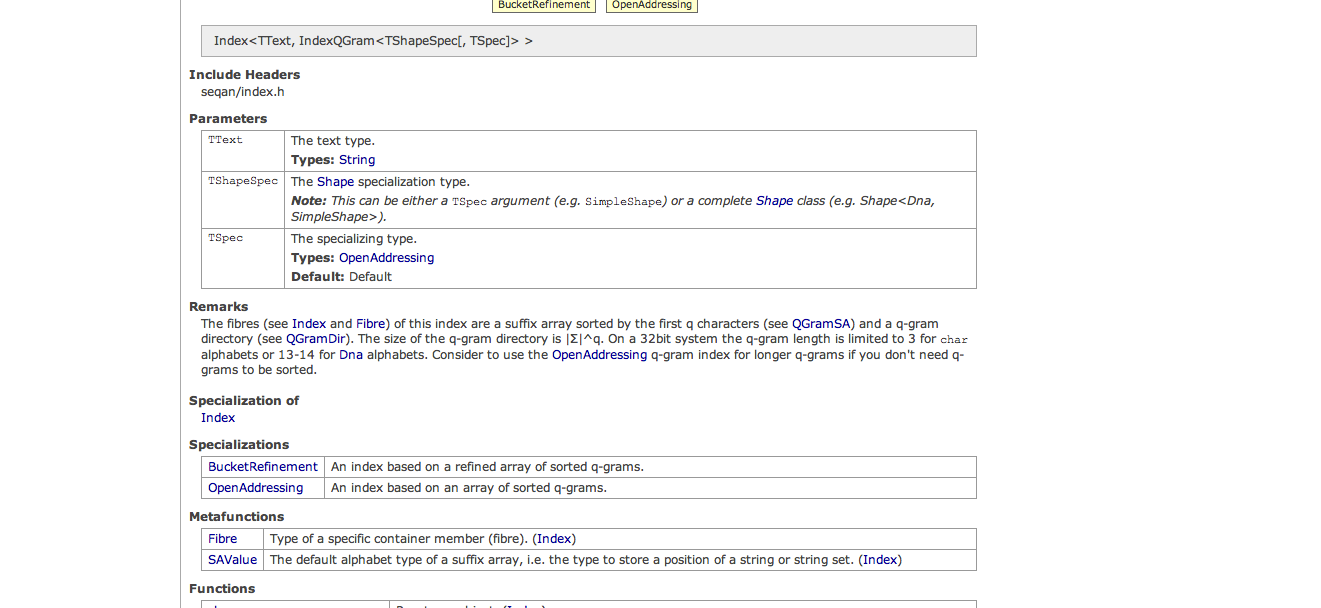 BucketRefinement OpenAddressing
Index<TText, IndexQGram<TShapeSpec[, TSpec]> >
Include Headers
seqan/index.h
Parameters
TText The text type.
Types: String
TShapeSpec The Shape specialization type.
Note: This can be either a TSpec argument (e.g. SimpleShape) or a complete Shape class (e.g. Shape<Dna,
SimpleShape>).
TSpec The specializing type.
Types: OpenAddressing
Default: Default
Remarks
The fibres (see Index and Fibre) of this index are a suffix array sorted by the first q characters (see QGramSA) and a q-gram
directory (see QGramDir). The size of the q-gram directory is |Σ|^q. On a 32bit system the q-gram length is limited to 3 for char
alphabets or 13-14 for Dna alphabets. Consider to use the OpenAddressing q-gram index for longer q-grams if you don't need q-
grams to be sorted.
Specialization of
Index
Specializations
BucketRefinement An index based on a refined array of sorted q-grams.
OpenAddressing An index based on an array of sorted q-grams.
Metafunctions
Fibre Type of a specific container member (fibre). (Index)
SAValue The default alphabet type of a suffix array, i.e. the type to store a position of a string or string set. (Index)
Functions